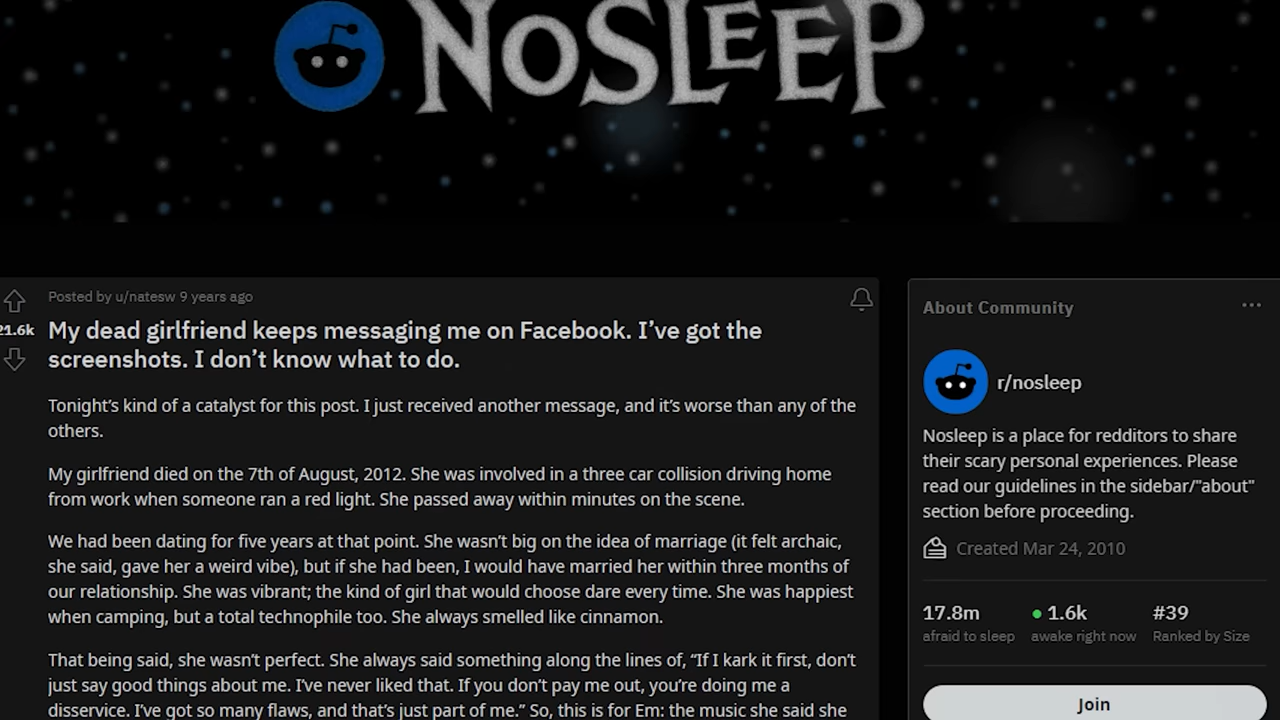 NOSLEEP
Posted by u/natesw 9 years ago
21.6k
My dead girlfriend keeps messaging me on Facebook. I’ve got the
screenshots. I don’t know what to do.
Tonight’s kind of a catalyst for this post. I just received another message, and it’s worse than any of the
others.
My girlfriend died on the 7th of August, 2012. She was involved in a three car collision driving home
from work when someone ran a red light. She passed away within minutes on the scene.
We had been dating for five years at that point. She wasn’t big on the idea of marriage (it felt archaic,
she said, gave her a weird vibe), but if she had been, I would have married her within three months of
our relationship. She was vibrant; the kind of girl that would choose dare every time. She was happiest
when camping, but a total technophile too. She always smelled like cinnamon.
That being said, she wasn’t perfect. She always said something along the lines of, “If I kark it first, don’t
just say good things about me. I’ve never liked that. If you don’t pay me out, you’re doing me a
disservice. I’ve got so many flaws, and that’s just part of me.” So, this is for Em: the music she said she
About Community
r/nosleep
Nosleep is a place for redditors to share
their scary personal experiences. Please
read our guidelines in the sidebar/"about"
section before proceeding.
Created Mar 24, 2010
17.8m 1.6k #39
afraid to sleep awake right now Ranked by Size
Join